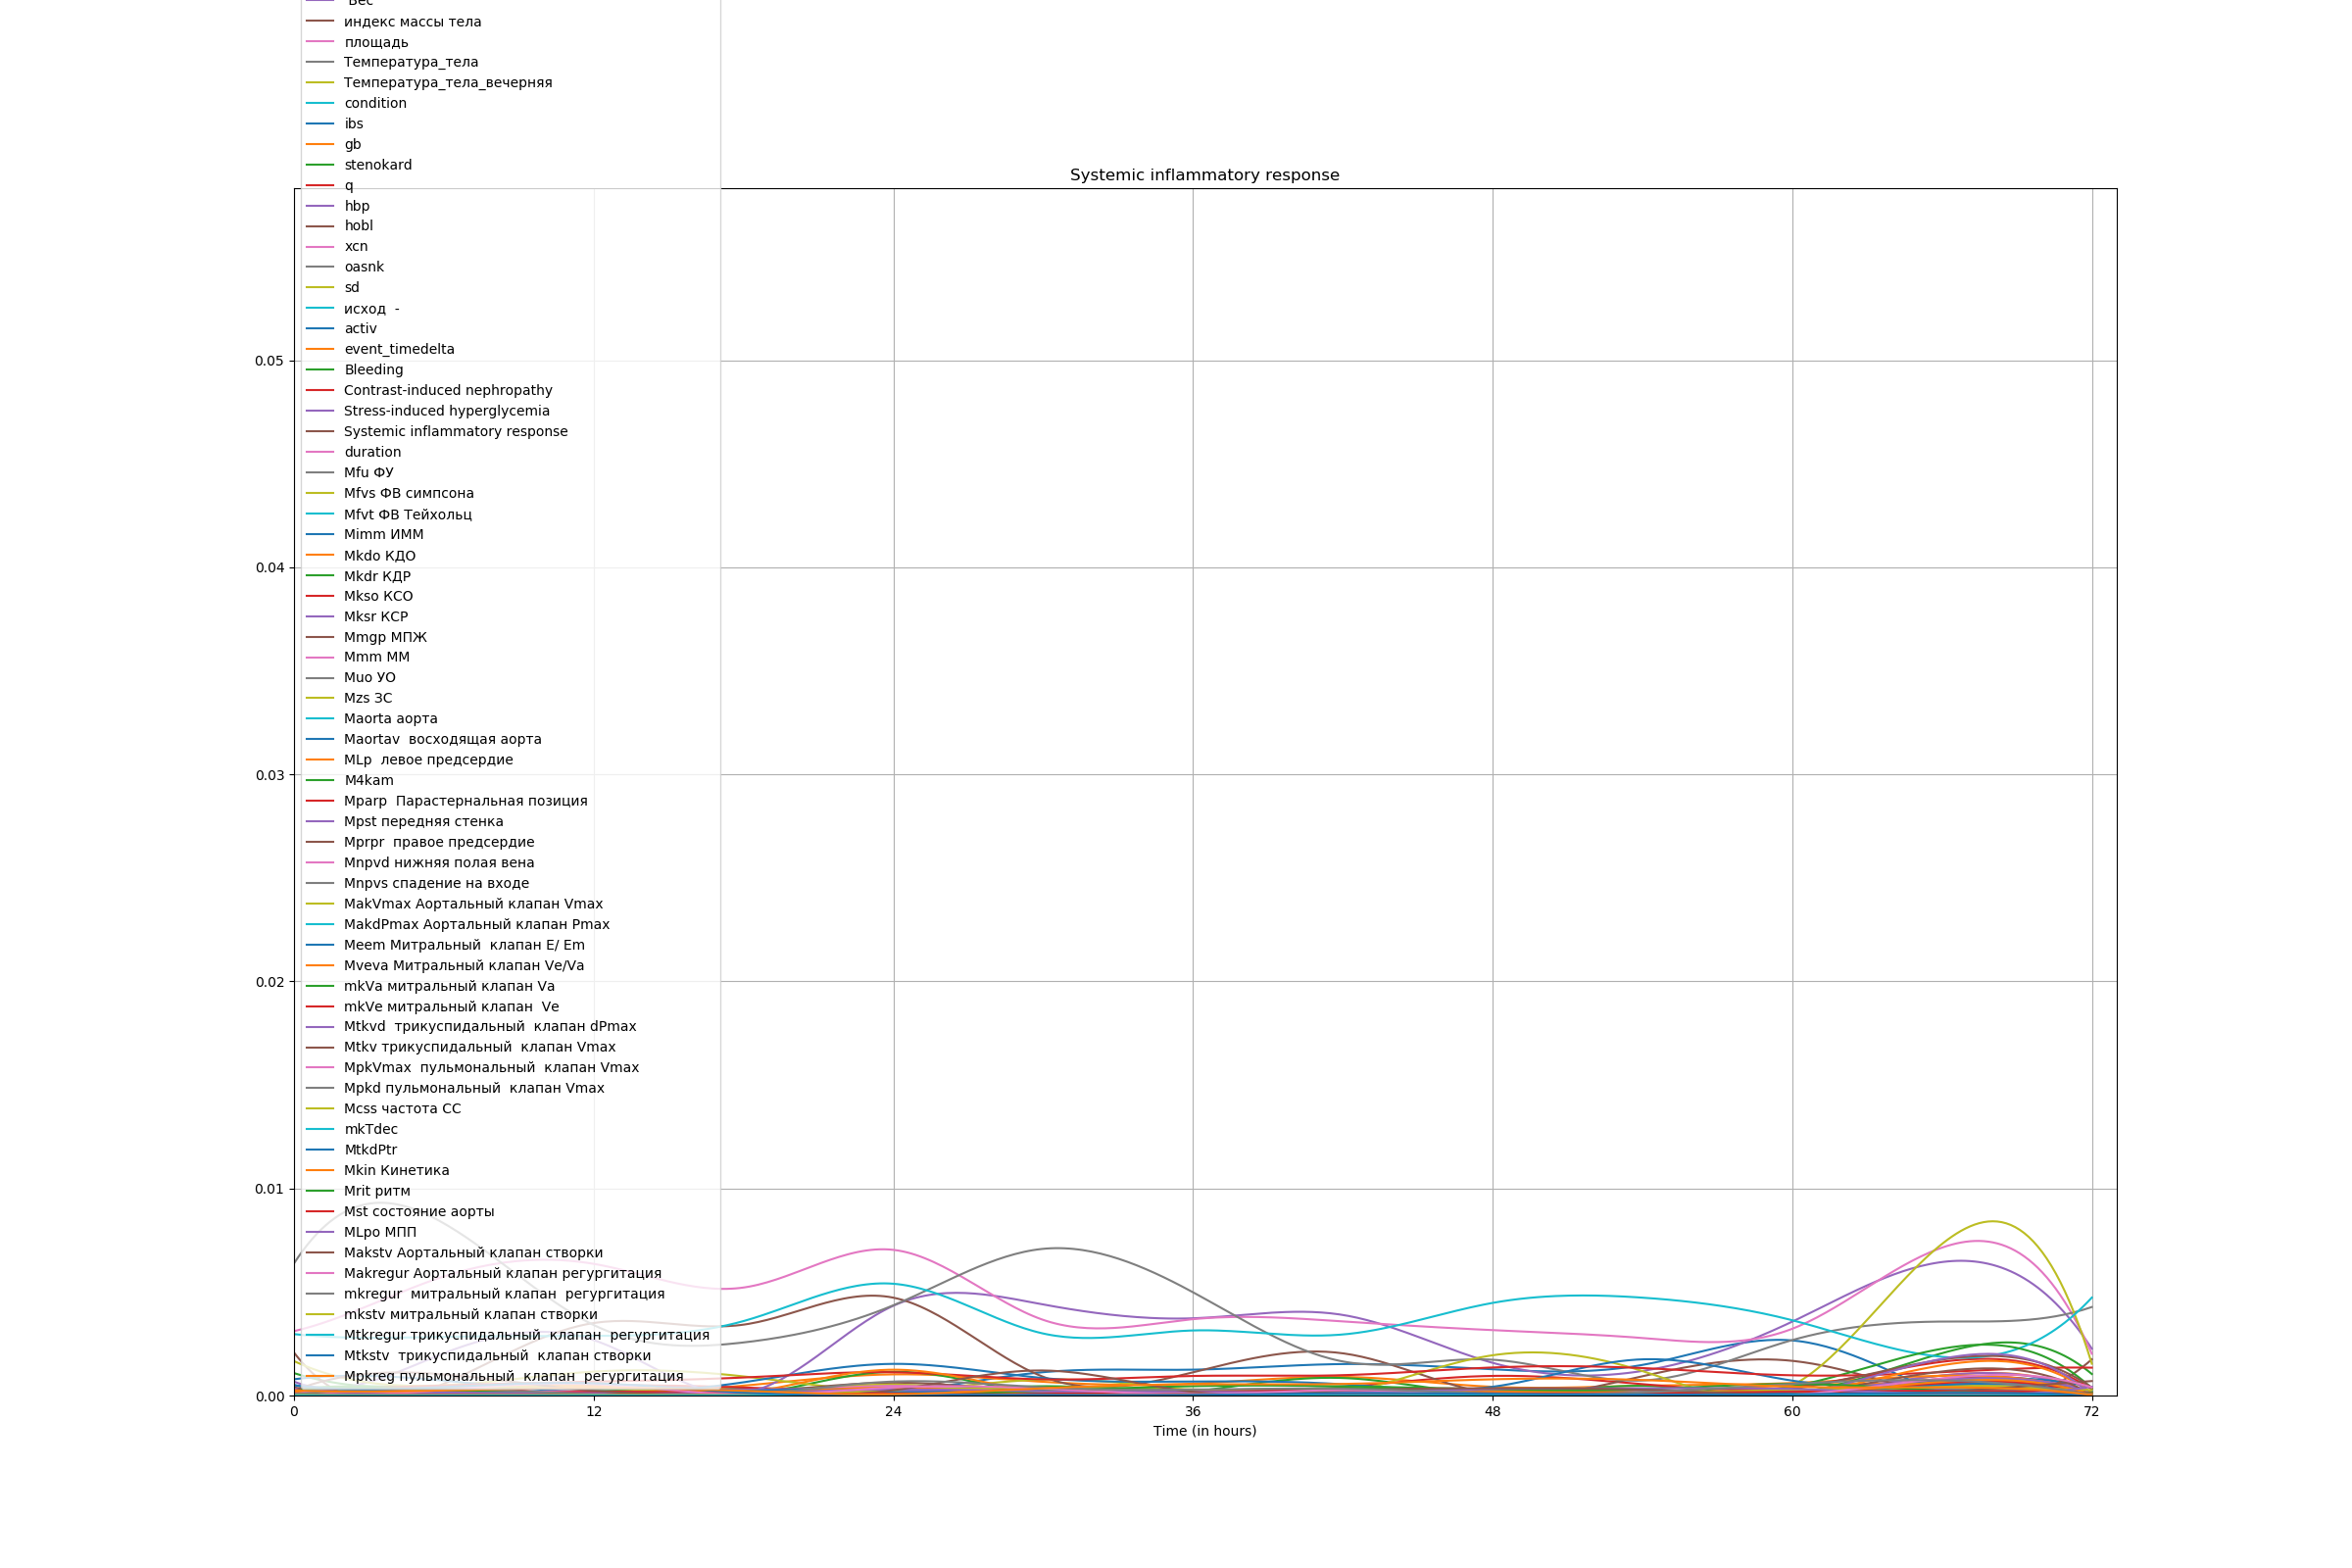 Вес
индекс массы тела
площадь
Температура_тела
Температура_тела_вечерняя
condition
ibs
gb
stenokard
q
hbp
hobl
xcn
oasnk
sd
исход  -
activ
event_timedelta
Bleeding
Contrast-induced nephropathy
Stress-induced hyperglycemia
Systemic inflammatory response
duration
Mfu ФУ
Mfvs ФВ симпсона
Mfvt ФВ Тейхольц
Mimm ИММ
Mkdo КДО
Mkdr КДР
Mkso КСО
Mksr КСР
Mmgp МПЖ
Mmm ММ
Muo УО
Mzs ЗС
Maorta аорта
Maortav  восходящая аорта
MLp  левое предсердие
M4kam
Mparp  Парастернальная позиция
Mpst передняя стенка
Mprpr  правое предсердие
Mnpvd нижняя полая вена
Mnpvs спадение на входе
MakVmax Аортальный клапан Vmax
MakdPmax Аортальный клапан Pmax
Meem Митральный  клапан E/ Em
Mveva Митральный клапан Ve/Va
mkVa митральный клапан Va
mkVe митральный клапан  Ve
Mtkvd  трикуспидальный  клапан dPmax
Mtkv трикуспидальный  клапан Vmax
MpkVmax  пульмональный  клапан Vmax
Mpkd пульмональный  клапан Vmax
Mcss частота СС
mkTdec
MtkdPtr
Mkin Кинетика
Mrit ритм
Mst состояние аорты
MLpo МПП
Makstv Аортальный клапан створки
Makregur Аортальный клапан регургитация
mkregur  митральный клапан  регургитация
mkstv митральный клапан створки
Mtkregur трикуспидальный  клапан  регургитация
Mtkstv  трикуспидальный  клапан створки
Mpkreg пульмональный  клапан  регургитация
Systemic inflammatory response
0.05
0.04
0.03
0.02
0.01
0.00
0 12 24 36 48 60 72
Time (in hours)